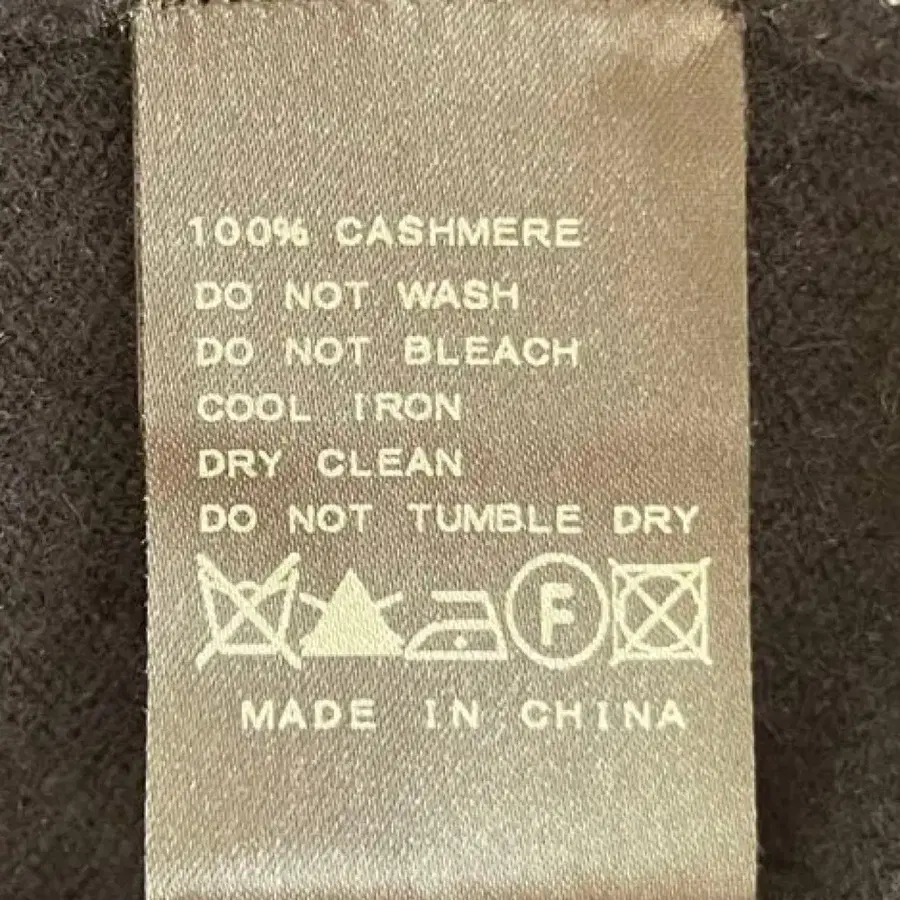 100% CASHMERE
DO NOT WASH
DO NOT BLEACH
COOL IRON
DRY CLEAN
DO NOT TUMBLE DRY
F
MADE IN CHINA